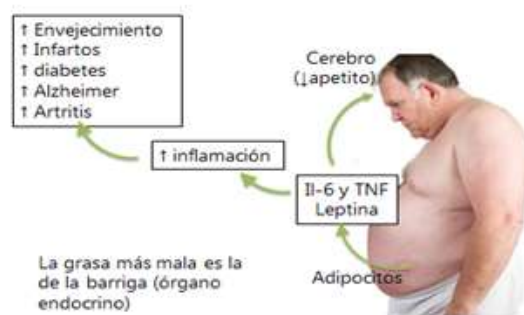 ↑ Envejecimiento
↑ Infartos
↑ diabetes
↑ Alzheimer
↑ Artritis
Cerebro
(↓apetito)
↑ inflamación
Il-6 y TNF
Leptina
Adipocitos
La grasa más mala es la
de la barriga (órgano
endocrino)